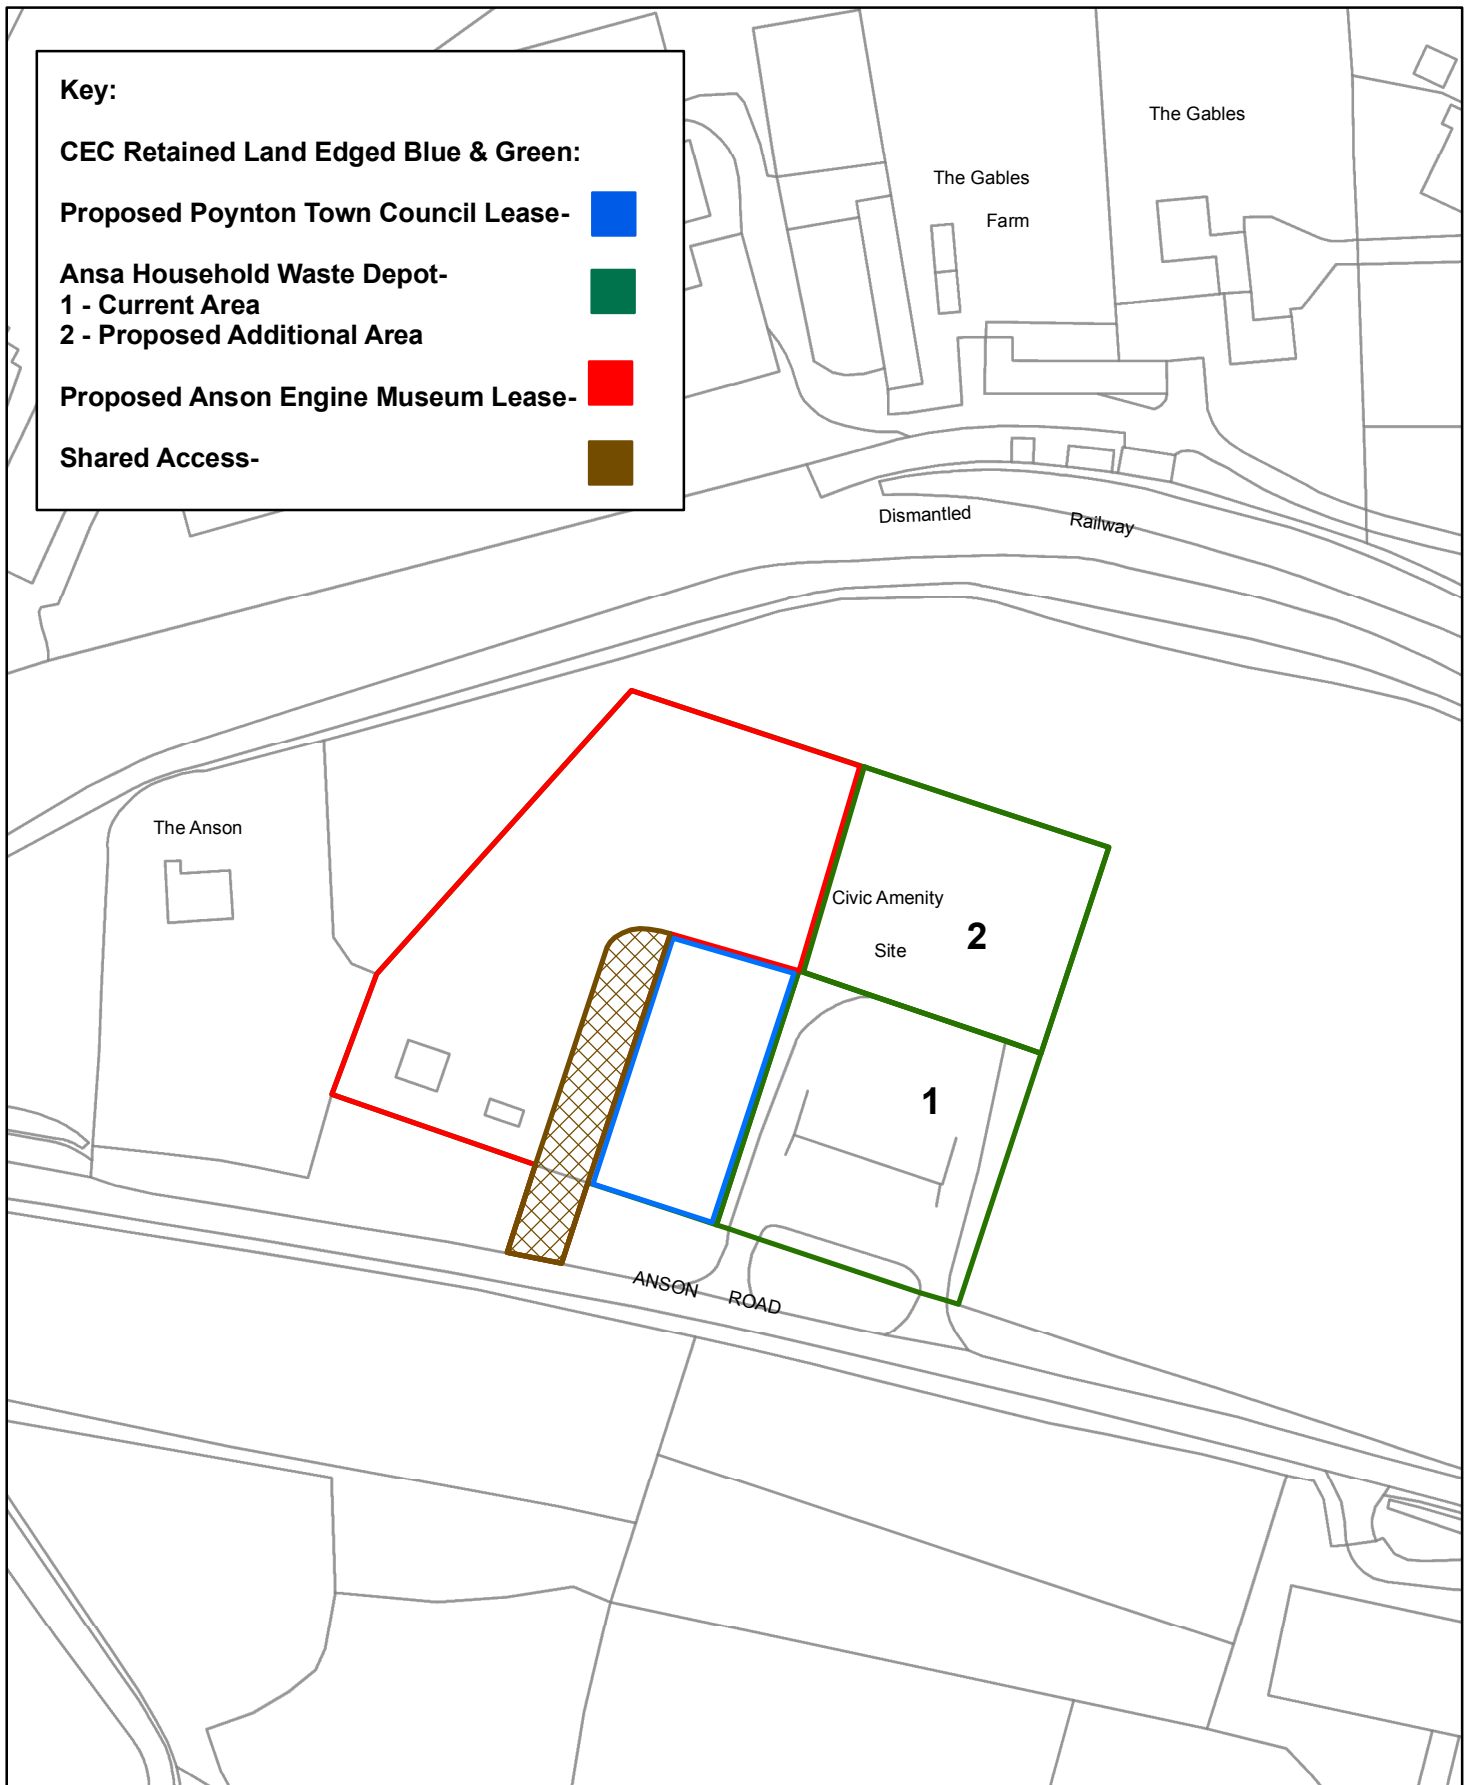 Key:
CEC Retained Land Edged Blue & Green:
Proposed Poynton Town Council Lease-
Ansa Household Waste Depot-
1 - Current Area
2 - Proposed Additional Area
Proposed Anson Engine Museum Lease-
Shared Access-
The Gables
The Gables
Farm
Dismantled Railway
The Anson
Civic Amenity
Site
2
1
ANSON ROAD